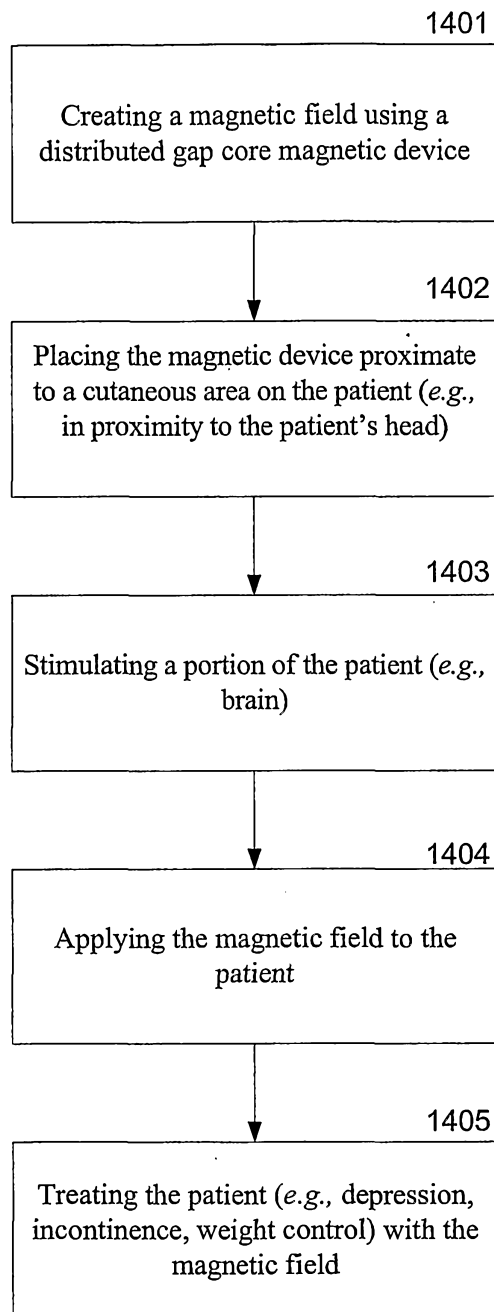 1401
Creating a magnetic field using a
distributed gap core magnetic device
1402
Placing the magnetic device proximate
to a cutaneous area on the patient (e.g.,
in proximity to the patient's head)
1403
Stimulating a portion of the patient (e.g.,
brain)
1404
Applying the magnetic field to the
patient
1405
Treating the patient (e.g., depression,
incontinence, weight control) with the
magnetic field